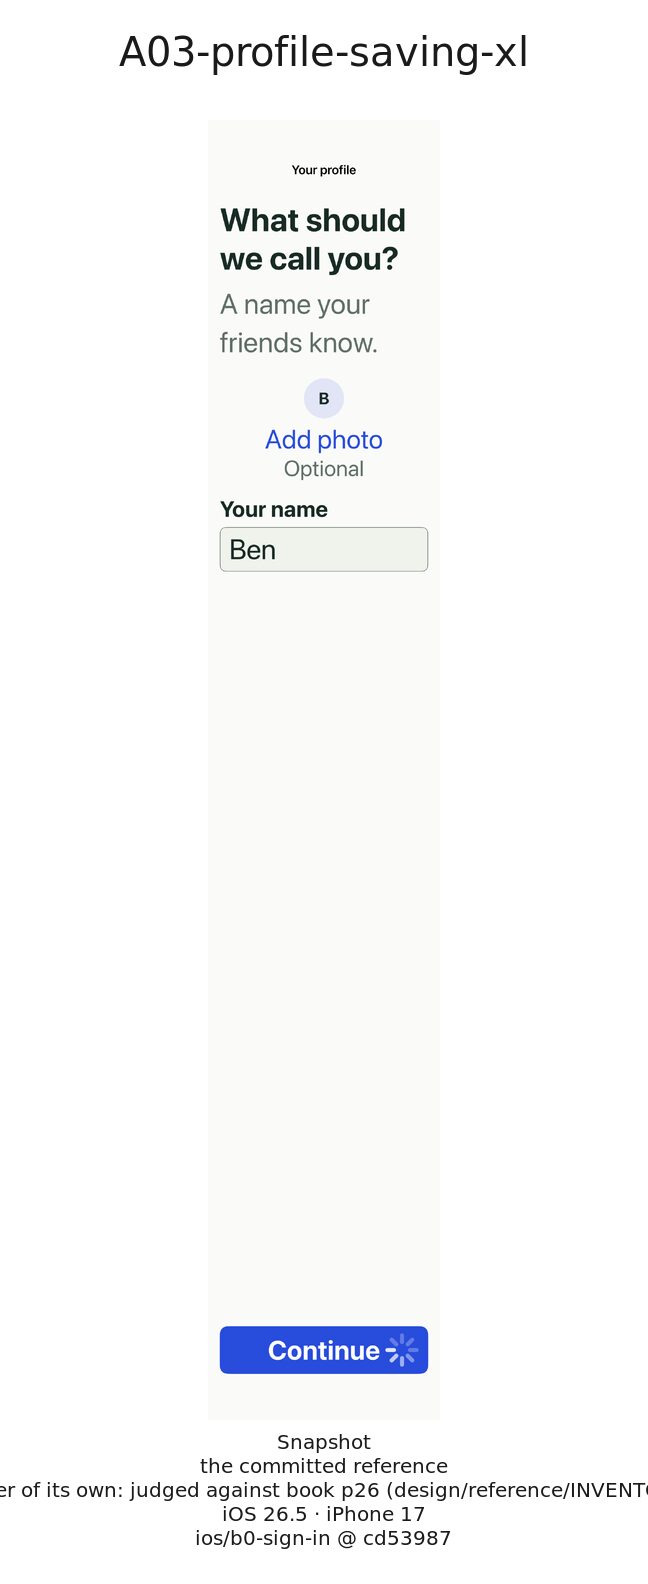 A03-profile-saving-xl
Your profile
What should
we call you?
A name your
friends know.
B
Add photo
Optional
Your name
Ben
Continue
Snapshot
the committed reference
of its own: judged against book p26 (design/reference/
iOS 26.5 · iPhone 17
ios/b0-sign-in @ cd53987